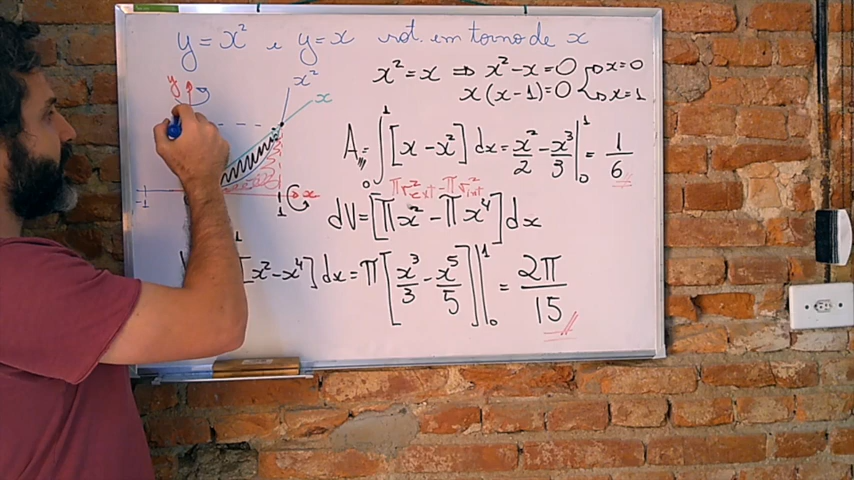 y = x² e y = x rot. em torno de x
x² = x ⇒ x² - x = 0 x = 0
x (x - 1) = 0 x = 1
y
x²
x
-1
1
x
A = ∫₀¹ [x - x²] dx = x²/2 - x³/3 |₀¹ = 1/6
πr²ext - πr²int
dV = [πx² - πx⁴] dx
1
[x² - x⁴] dx = π [x³/3 - x⁵/5] |₀¹ = 2π/15